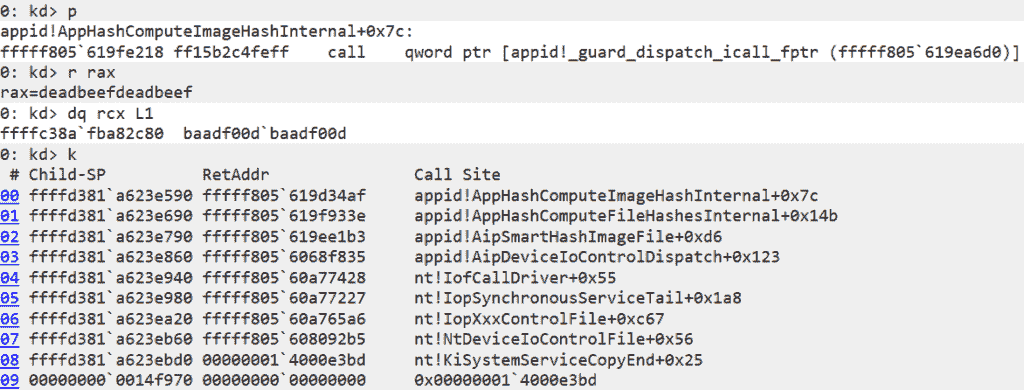 0: kd> p
appid!AppHashComputeImageHashInternal+0x7c:
fffff805`619fe218 ff15b2c4feff    call    qword ptr [appid!_guard_dispatch_icall_fptr (fffff805`619ea6d0)]
0: kd> r rax
rax=deadbeefdeadbeef
0: kd> dq rcx L1
ffffc38a`fba82c80  baadf00d`baadf00d
0: kd> k
 # Child-SP          RetAddr               Call Site
00 ffffd381`a623e590 fffff805`619d34af     appid!AppHashComputeImageHashInternal+0x7c
01 ffffd381`a623e690 fffff805`619f933e     appid!AppHashComputeFileHashesInternal+0x14b
02 ffffd381`a623e790 fffff805`619ee1b3     appid!AipSmartHashImageFile+0xd6
03 ffffd381`a623e860 fffff805`6068f835     appid!AipDeviceIoControlDispatch+0x123
04 ffffd381`a623e940 fffff805`60a77428     nt!IofCallDriver+0x55
05 ffffd381`a623e980 fffff805`60a77227     nt!IopSynchronousServiceTail+0x1a8
06 ffffd381`a623ea20 fffff805`60a765a6     nt!IopXxxControlFile+0xc67
07 ffffd381`a623eb60 fffff805`608092b5     nt!NtDeviceIoControlFile+0x56
08 ffffd381`a623ebd0 00000001`4000e3bd     nt!KiSystemServiceCopyEnd+0x25
09 00000000`0014f970 00000000`00000000     0x00000001`4000e3bd